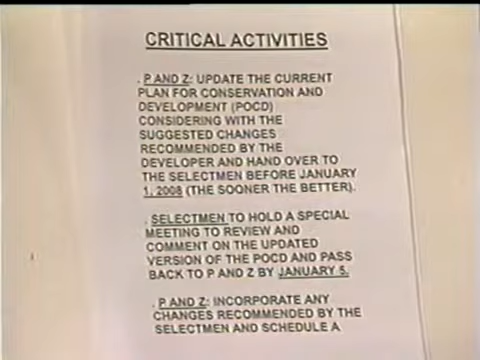 CRITICAL ACTIVITIES
. P AND Z: UPDATE THE CURRENT
PLAN FOR CONSERVATION AND
DEVELOPMENT (POCD)
CONSIDERING WITH THE
SUGGESTED CHANGES
RECOMMENDED BY THE
DEVELOPER AND HAND OVER TO
THE SELECTMEN BEFORE JANUARY
1, 2008 (THE SOONER THE BETTER).
. SELECTMEN TO HOLD A SPECIAL
MEETING TO REVIEW AND
COMMENT ON THE UPDATED
VERSION OF THE POCD AND PASS
BACK TO P AND Z BY JANUARY 5.
. P AND Z: INCORPORATE ANY
CHANGES RECOMMENDED BY THE
SELECTMEN AND SCHEDULE A